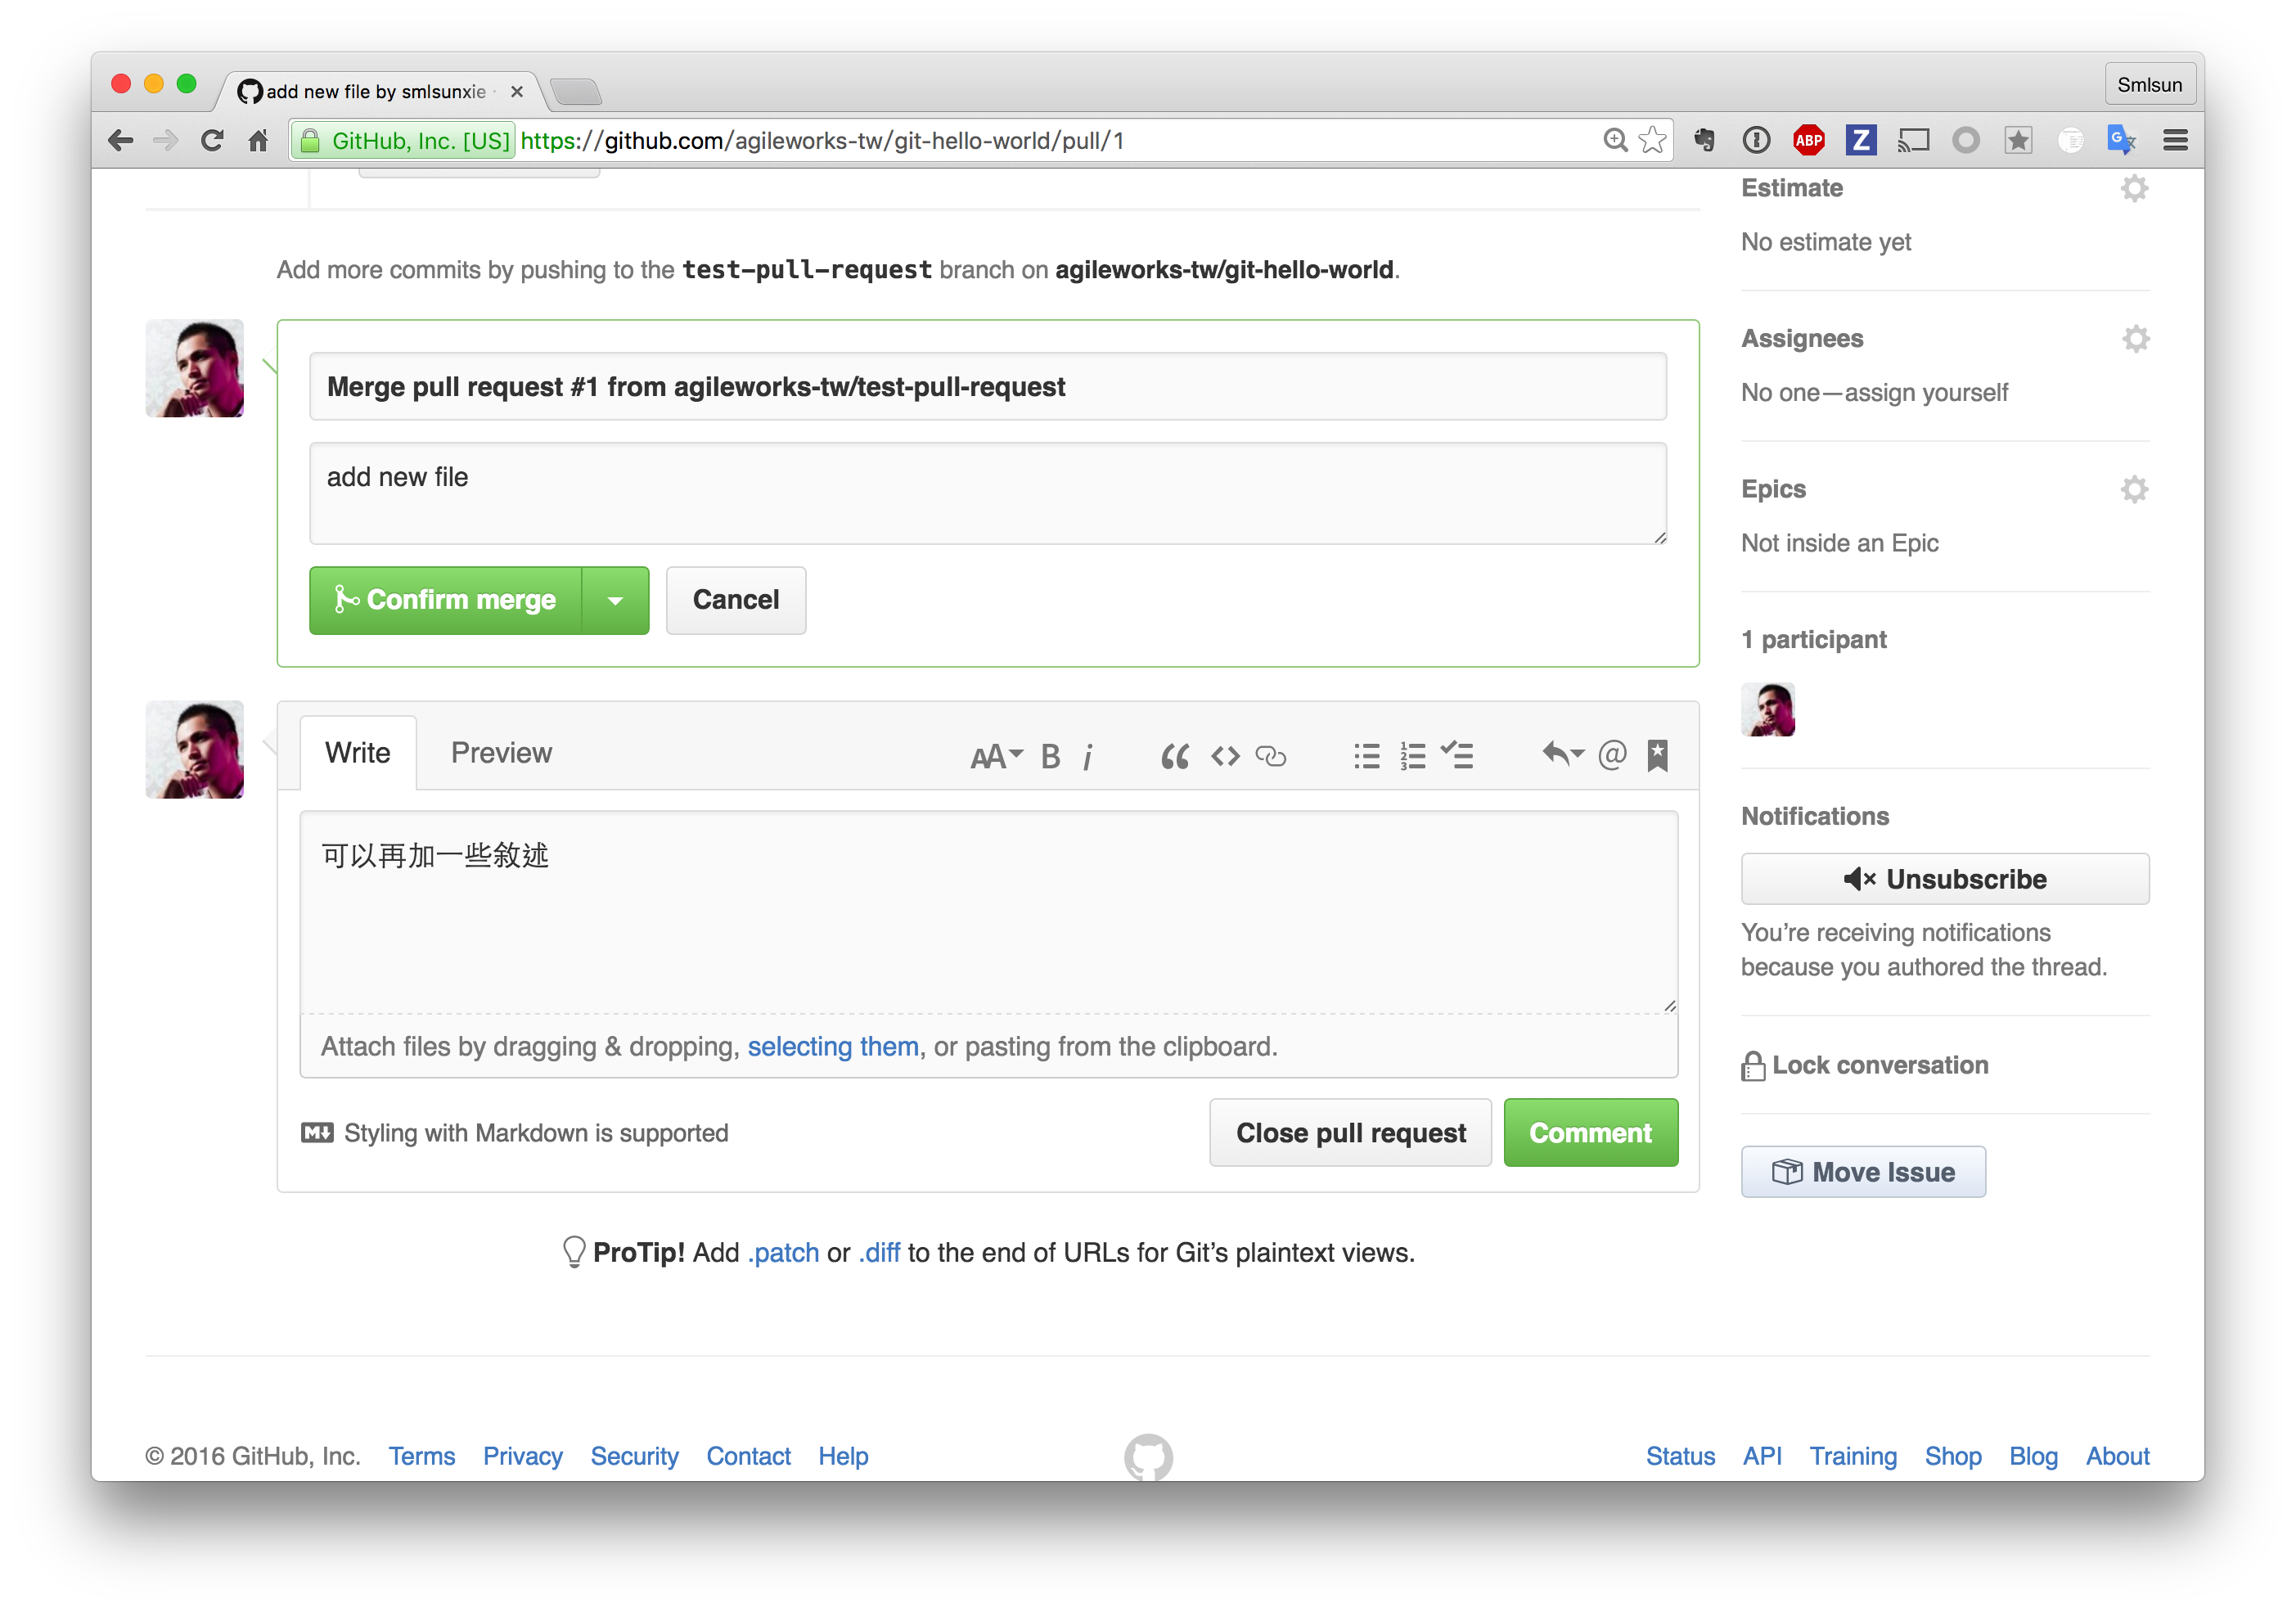 add new file by smlsunxie
Smlsun
GitHub, Inc. [US] https://github.com/agileworks-tw/git-hello-world/pull/1
ABP
Z
Estimate
No estimate yet
Add more commits by pushing to the test-pull-request branch on agileworks-tw/git-hello-world.
Merge pull request #1 from agileworks-tw/test-pull-request
Assignees
No one—assign yourself
add new file
Epics
Not inside an Epic
Confirm merge
Cancel
1 participant
Write
Preview
AA B i
可以再加一些敘述
Notifications
Unsubscribe
You’re receiving notifications
because you authored the thread.
Attach files by dragging & dropping, selecting them, or pasting from the clipboard.
Lock conversation
Styling with Markdown is supported
Close pull request
Comment
Move Issue
ProTip! Add .patch or .diff to the end of URLs for Git’s plaintext views.
© 2016 GitHub, Inc. Terms Privacy Security Contact Help
Status API Training Shop Blog About